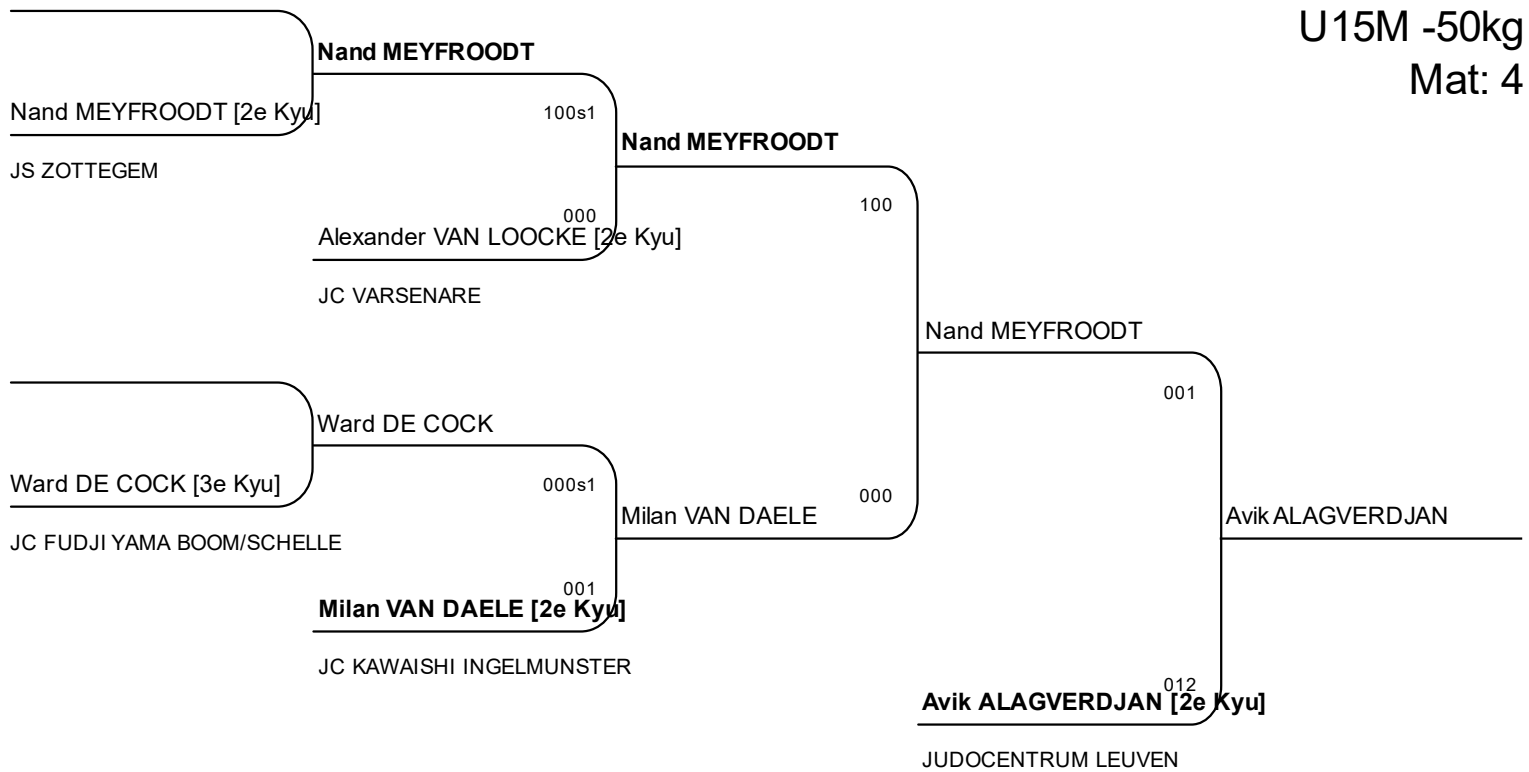 U15M -50kg
Mat: 4
Nand MEYFROODT
Nand MEYFROODT [2e Kyu]
100s1
Nand MEYFROODT
JS ZOTTEGEM
100
000
Alexander VAN LOOCKE [2e Kyu]
JC VARSENARE
Nand MEYFROODT
001
Ward DE COCK
Ward DE COCK [3e Kyu]
000s1
000
Milan VAN DAELE
Avik ALAGVERDJAN
JC FUDJI YAMA BOOM/SCHELLE
001
Milan VAN DAELE [2e Kyu]
JC KAWAISHI INGELMUNSTER
012
Avik ALAGVERDJAN [2e Kyu]
JUDOCENTRUM LEUVEN